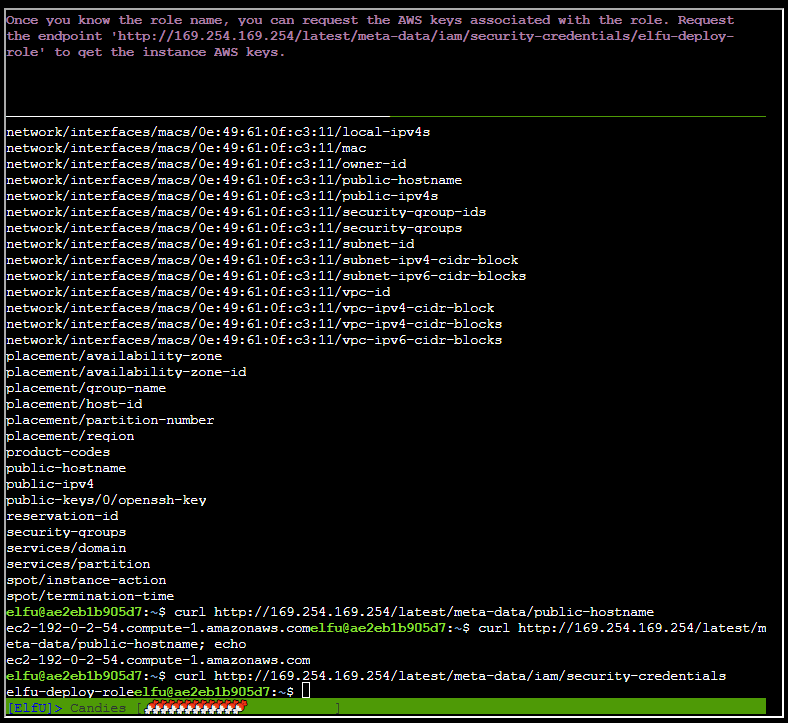 Once you know the role name, you can request the AWS keys associated with the role. Request
the endpoint 'http://169.254.169.254/latest/meta-data/iam/security-credentials/elfu-deploy-
role' to get the instance AWS keys.
network/interfaces/macs/0e:49:61:0f:c3:11/local-ipv4s
network/interfaces/macs/0e:49:61:0f:c3:11/mac
network/interfaces/macs/0e:49:61:0f:c3:11/owner-id
network/interfaces/macs/0e:49:61:0f:c3:11/public-hostname
network/interfaces/macs/0e:49:61:0f:c3:11/public-ipv4s
network/interfaces/macs/0e:49:61:0f:c3:11/security-group-ids
network/interfaces/macs/0e:49:61:0f:c3:11/security-groups
network/interfaces/macs/0e:49:61:0f:c3:11/subnet-id
network/interfaces/macs/0e:49:61:0f:c3:11/subnet-ipv4-cidr-block
network/interfaces/macs/0e:49:61:0f:c3:11/subnet-ipv6-cidr-blocks
network/interfaces/macs/0e:49:61:0f:c3:11/vpc-id
network/interfaces/macs/0e:49:61:0f:c3:11/vpc-ipv4-cidr-block
network/interfaces/macs/0e:49:61:0f:c3:11/vpc-ipv4-cidr-blocks
network/interfaces/macs/0e:49:61:0f:c3:11/vpc-ipv6-cidr-blocks
placement/availability-zone
placement/availability-zone-id
placement/group-name
placement/host-id
placement/partition-number
placement/region
product-codes
public-hostname
public-ipv4
public-keys/0/openssh-key
reservation-id
security-groups
services/domain
services/partition
spot/instance-action
spot/termination-time
elfu@ae2eb1b905d7:~$ curl http://169.254.169.254/latest/meta-data/public-hostname
ec2-192-0-2-54.compute-1.amazonaws.comelfu@ae2eb1b905d7:~$ curl http://169.254.169.254/latest/m
eta-data/public-hostname; echo
ec2-192-0-2-54.compute-1.amazonaws.com
elfu@ae2eb1b905d7:~$ curl http://169.254.169.254/latest/meta-data/iam/security-credentials
elfu-deploy-roleelfu@ae2eb1b905d7:~$
[ElfU]> Candies [ ]